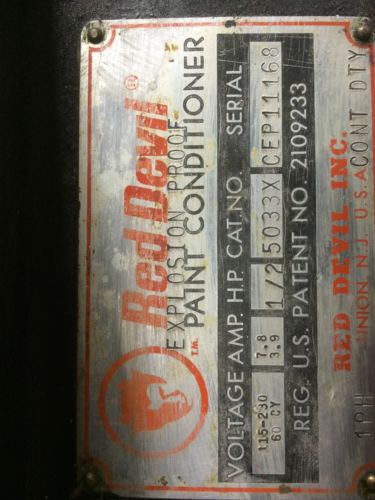 Red Devil®
EXPLOSION PROOF
™ PAINT CONDITIONER
VOLTAGE AMP. H.P. CAT.NO. SERIAL
115-230 7.8 1/2 5033X CEP11168
60 CY 3.9
REG. U.S. PATENT NO. 2109233
RED DEVIL INC.
UNION, N.J. U.S.A.
1PH CONT DTY